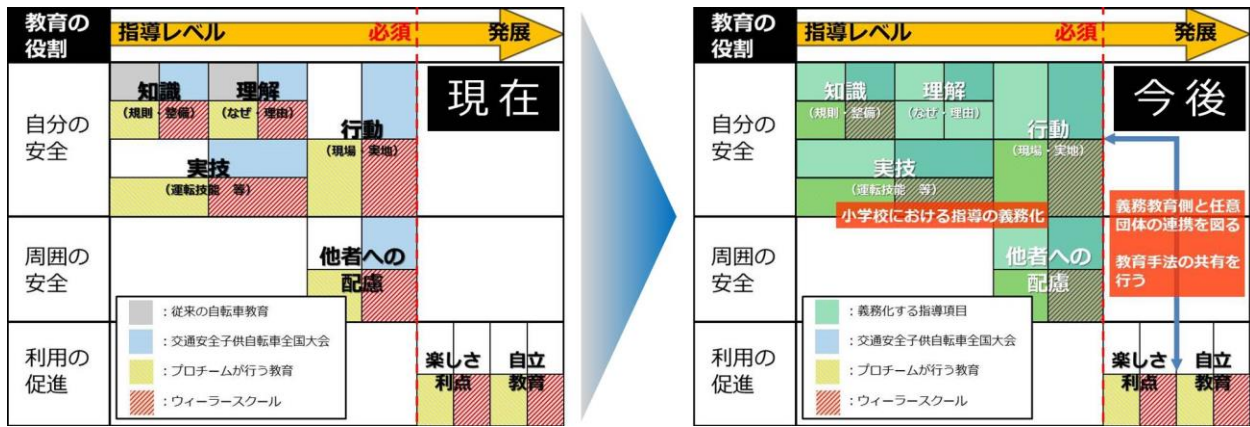 教育の
役割
指導レベル
必須
発展
現在
自分の
安全
知識
(規則・整備)
理解
(なぜ・理由)
行動
(現場・実地)
実技
(運転技能 等)
周囲の
安全
他者への
配慮
利用の
促進
楽しさ
利点
自立
教育
:従来の自転車教育
:交通安全子供自転車全国大会
:プロチームが行う教育
:ウィーラースクール
教育の
役割
指導レベル
必須
発展
今後
自分の
安全
知識
(規則・整備)
理解
(なぜ・理由)
行動
(現場・実地)
実技
(運転技能 等)
小学校における指導の義務化
義務教育側と任意
団体の連携を図る
教育手法の共有を
行う
周囲の
安全
他者への
配慮
利用の
促進
楽しさ
利点
自立
教育
:義務化する指導項目
:交通安全子供自転車全国大会
:プロチームが行う教育
:ウィーラースクール